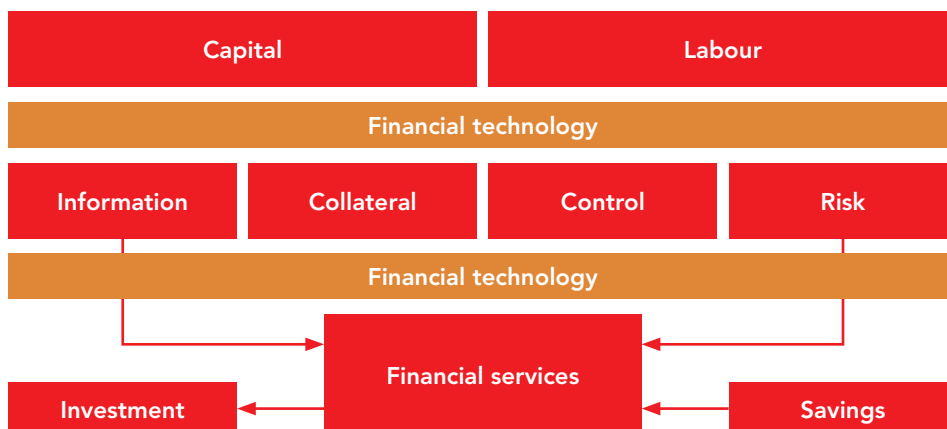 Capital
Labour
Financial technology
Information
Collateral
Control
Risk
Financial technology
Financial services
Investment
Savings